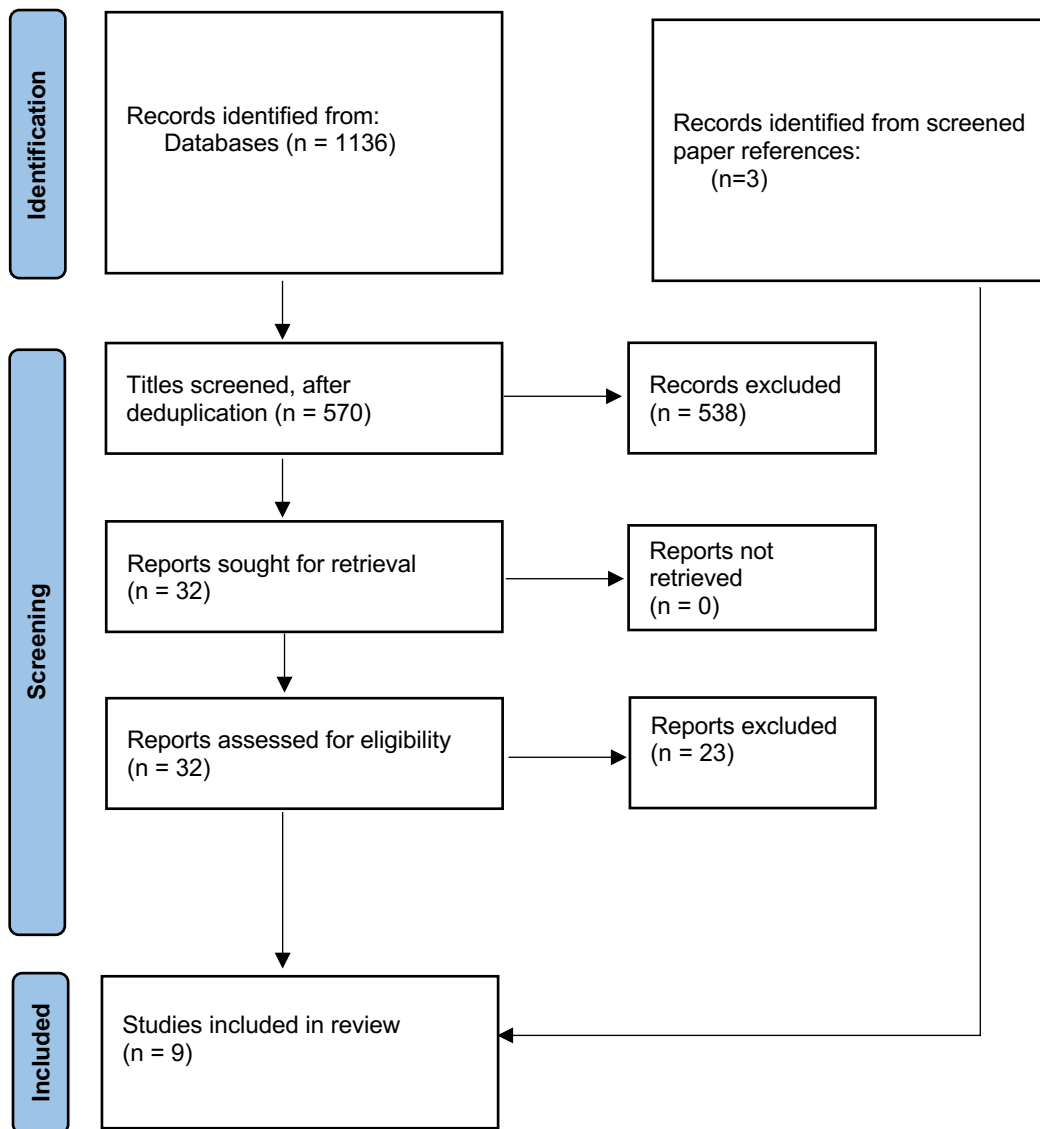 Identification
Records identified from:
Databases (n = 1136)
Records identified from screened
paper references:
(n=3)
Screening
Titles screened, after
deduplication (n = 570)
Records excluded
(n = 538)
Reports sought for retrieval
(n = 32)
Reports not
retrieved
(n = 0)
Reports assessed for eligibility
(n = 32)
Reports excluded
(n = 23)
Included
Studies included in review
(n = 9)